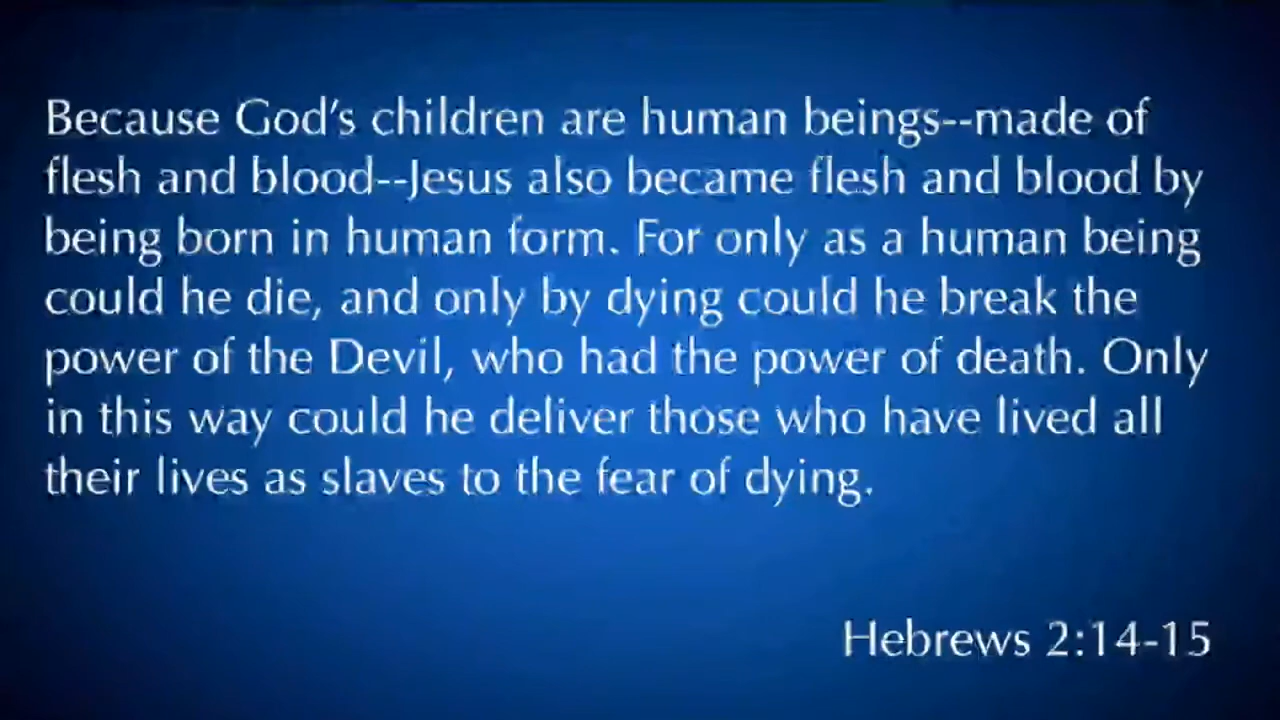 Because God's children are human beings--made of
flesh and blood--Jesus also became flesh and blood by
being born in human form. For only as a human being
could he die, and only by dying could he break the
power of the Devil, who had the power of death. Only
in this way could he deliver those who have lived all
their lives as slaves to the fear of dying.
Hebrews 2:14-15